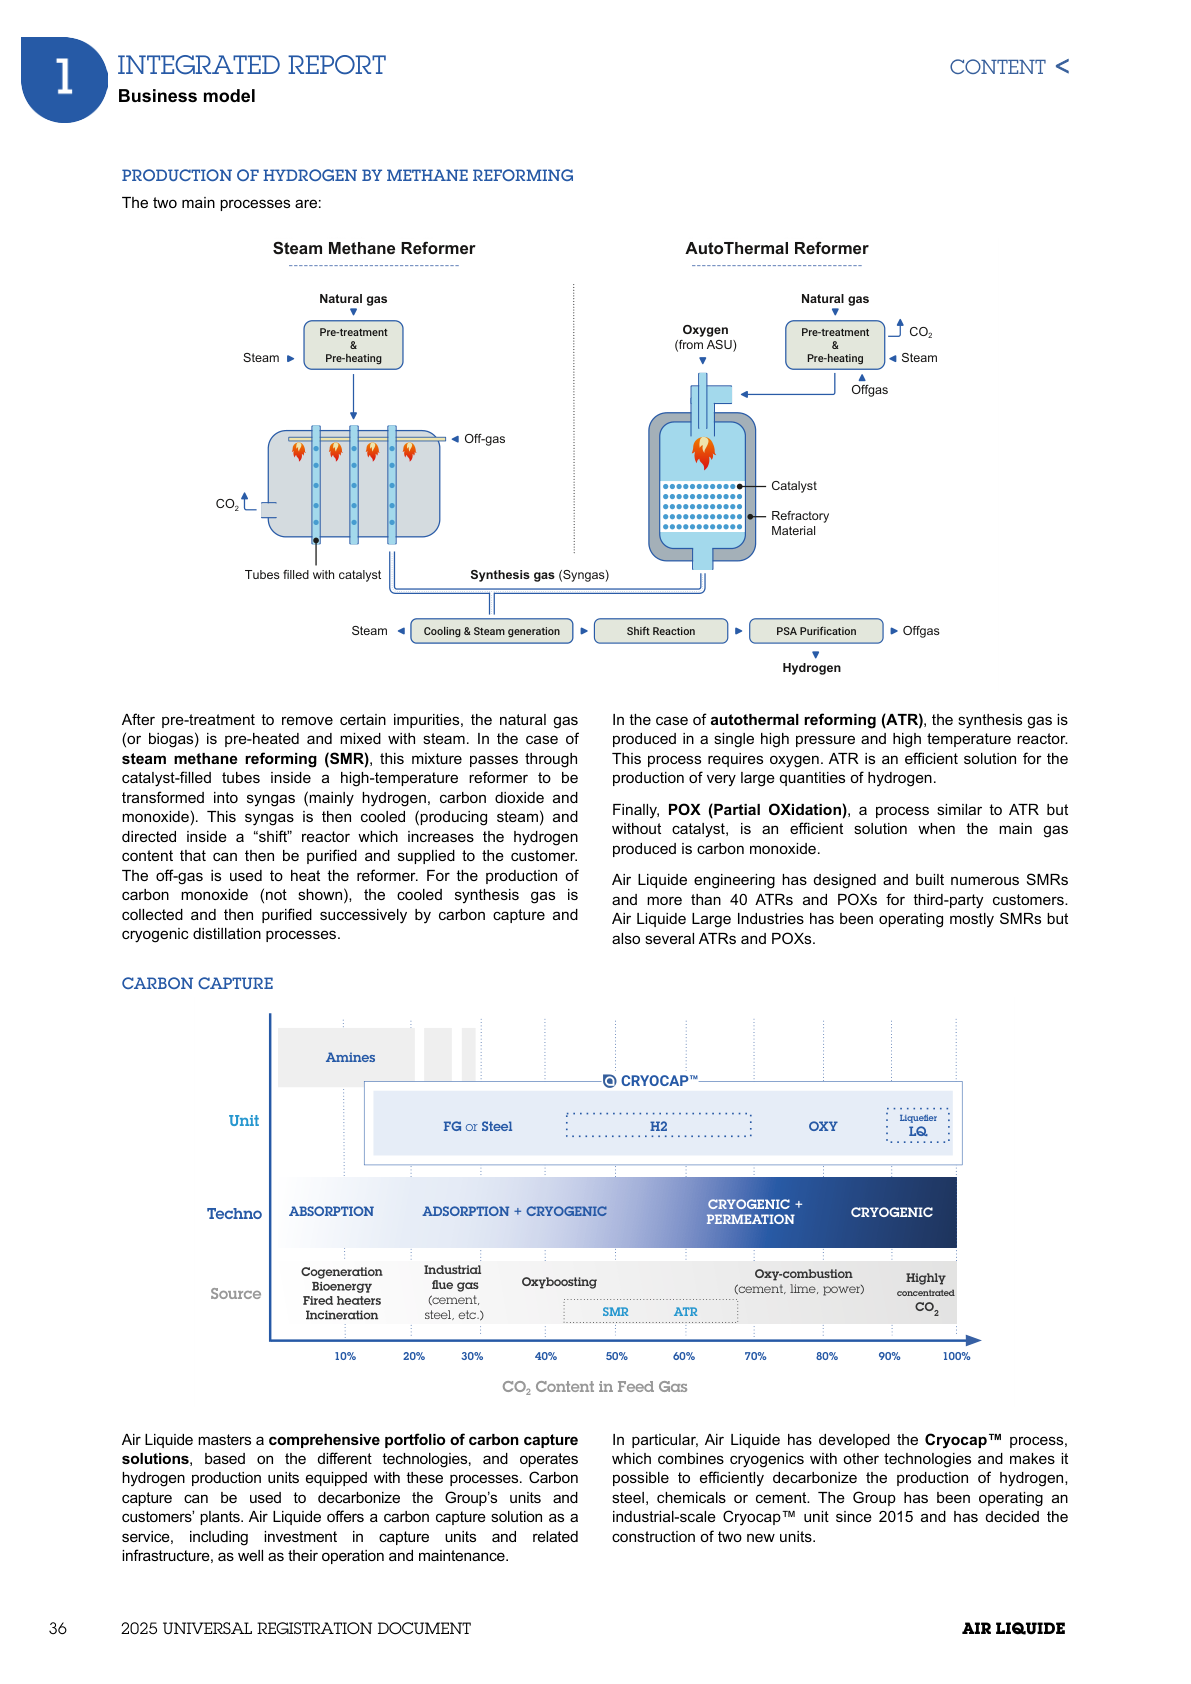 1
INTEGRATED REPORT
CONTENT <
Business model
PRODUCTION OF HYDROGEN BY METHANE REFORMING
The two main processes are:
Steam Methane Reformer
Natural gas
Pre-treatment
&
Pre-heating
Steam
Off-gas
CO2
Tubes filled with catalyst
AutoThermal Reformer
Natural gas
Oxygen
(from ASU)
Pre-treatment
&
Pre-heating
CO2
Steam
Offgas
Catalyst
Refractory
Material
Synthesis gas (Syngas)
Steam
Cooling & Steam generation
Shift Reaction
PSA Purification
Offgas
Hydrogen
After pre-treatment to remove certain impurities, the natural gas
(or biogas) is pre-heated and mixed with steam. In the case of
steam methane reforming (SMR), this mixture passes through
catalyst-filled tubes inside a high-temperature reformer to be
transformed into syngas (mainly hydrogen, carbon dioxide and
monoxide). This syngas is then cooled (producing steam) and
directed inside a “shift” reactor which increases the hydrogen
content that can then be purified and supplied to the customer.
The off-gas is used to heat the reformer. For the production of
carbon monoxide (not shown), the cooled synthesis gas is
collected and then purified successively by carbon capture and
cryogenic distillation processes.
In the case of autothermal reforming (ATR), the synthesis gas is
produced in a single high pressure and high temperature reactor.
This process requires oxygen. ATR is an efficient solution for the
production of very large quantities of hydrogen.
Finally, POX (Partial OXidation), a process similar to ATR but
without catalyst, is an efficient solution when the main gas
produced is carbon monoxide.
Air Liquide engineering has designed and built numerous SMRs
and more than 40 ATRs and POXs for third-party customers.
Air Liquide Large Industries has been operating mostly SMRs but
also several ATRs and POXs.
CARBON CAPTURE
Amines
CRYOCAP™
Unit
FG or Steel
H2
OXY
Liquefier
LQ
Techno
ABSORPTION
ADSORPTION + CRYOGENIC
CRYOGENIC +
PERMEATION
CRYOGENIC
Source
Cogeneration
Bioenergy
Fired heaters
Incineration
Industrial
flue gas
(cement,
steel, etc.)
Oxyboosting
SMR
ATR
Oxy-combustion
(cement, lime, power)
Highly
concentrated
CO2
10%
20%
30%
40%
50%
60%
70%
80%
90%
100%
CO2 Content in Feed Gas
Air Liquide masters a comprehensive portfolio of carbon capture
solutions, based on the different technologies, and operates
hydrogen production units equipped with these processes. Carbon
capture can be used to decarbonize the Group’s units and
customers’ plants. Air Liquide offers a carbon capture solution as a
service, including investment in capture units and related
infrastructure, as well as their operation and maintenance.
In particular, Air Liquide has developed the Cryocap™ process,
which combines cryogenics with other technologies and makes it
possible to efficiently decarbonize the production of hydrogen,
steel, chemicals or cement. The Group has been operating an
industrial-scale Cryocap™ unit since 2015 and has decided the
construction of two new units.
36
2025 UNIVERSAL REGISTRATION DOCUMENT
AIR LIQUIDE